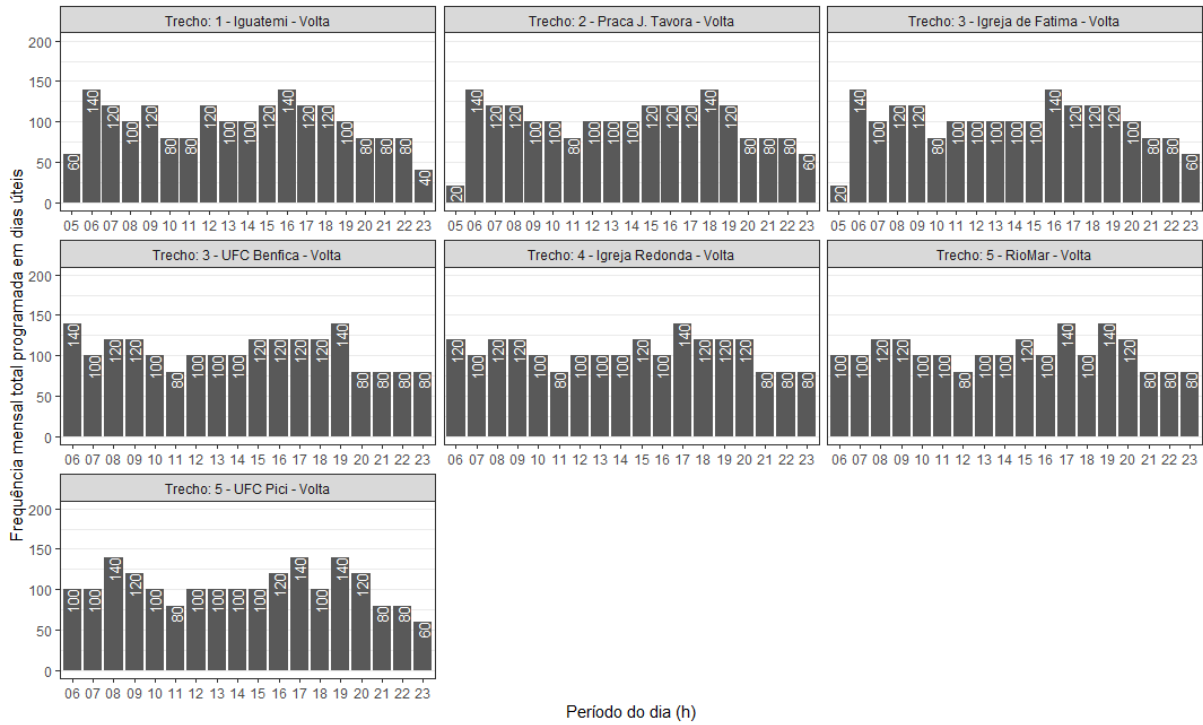 Frequência mensal total programada em dias úteis
Trecho: 1 - Iguatemi - Volta
200
150
100
50
0
60 140 120 100 120 80 80 120 100 100 120 140 120 120 100 80 80 80 40
05 06 07 08 09 10 11 12 13 14 15 16 17 18 19 20 21 22 23
Trecho: 2 - Praca J. Tavora - Volta
20 140 120 120 100 100 80 100 100 100 120 120 120 140 120 80 80 80 60
05 06 07 08 09 10 11 12 13 14 15 16 17 18 19 20 21 22 23
Trecho: 3 - Igreja de Fatima - Volta
20 140 100 120 120 80 100 100 100 100 100 140 120 120 120 100 80 80 60
05 06 07 08 09 10 11 12 13 14 15 16 17 18 19 20 21 22 23
Trecho: 3 - UFC Benfica - Volta
200
150
100
50
0
140 100 120 120 100 80 100 100 100 120 120 120 120 140 80 80 80 80
06 07 08 09 10 11 12 13 14 15 16 17 18 19 20 21 22 23
Trecho: 4 - Igreja Redonda - Volta
120 100 120 120 100 80 100 100 100 120 100 140 120 120 120 80 80 80
06 07 08 09 10 11 12 13 14 15 16 17 18 19 20 21 22 23
Trecho: 5 - RioMar - Volta
100 100 120 120 100 100 80 100 100 120 100 140 100 140 120 80 80 80
06 07 08 09 10 11 12 13 14 15 16 17 18 19 20 21 22 23
Trecho: 5 - UFC Pici - Volta
200
150
100
50
0
100 100 140 120 100 80 100 100 100 100 120 140 100 140 120 80 80 60
06 07 08 09 10 11 12 13 14 15 16 17 18 19 20 21 22 23
Período do dia (h)